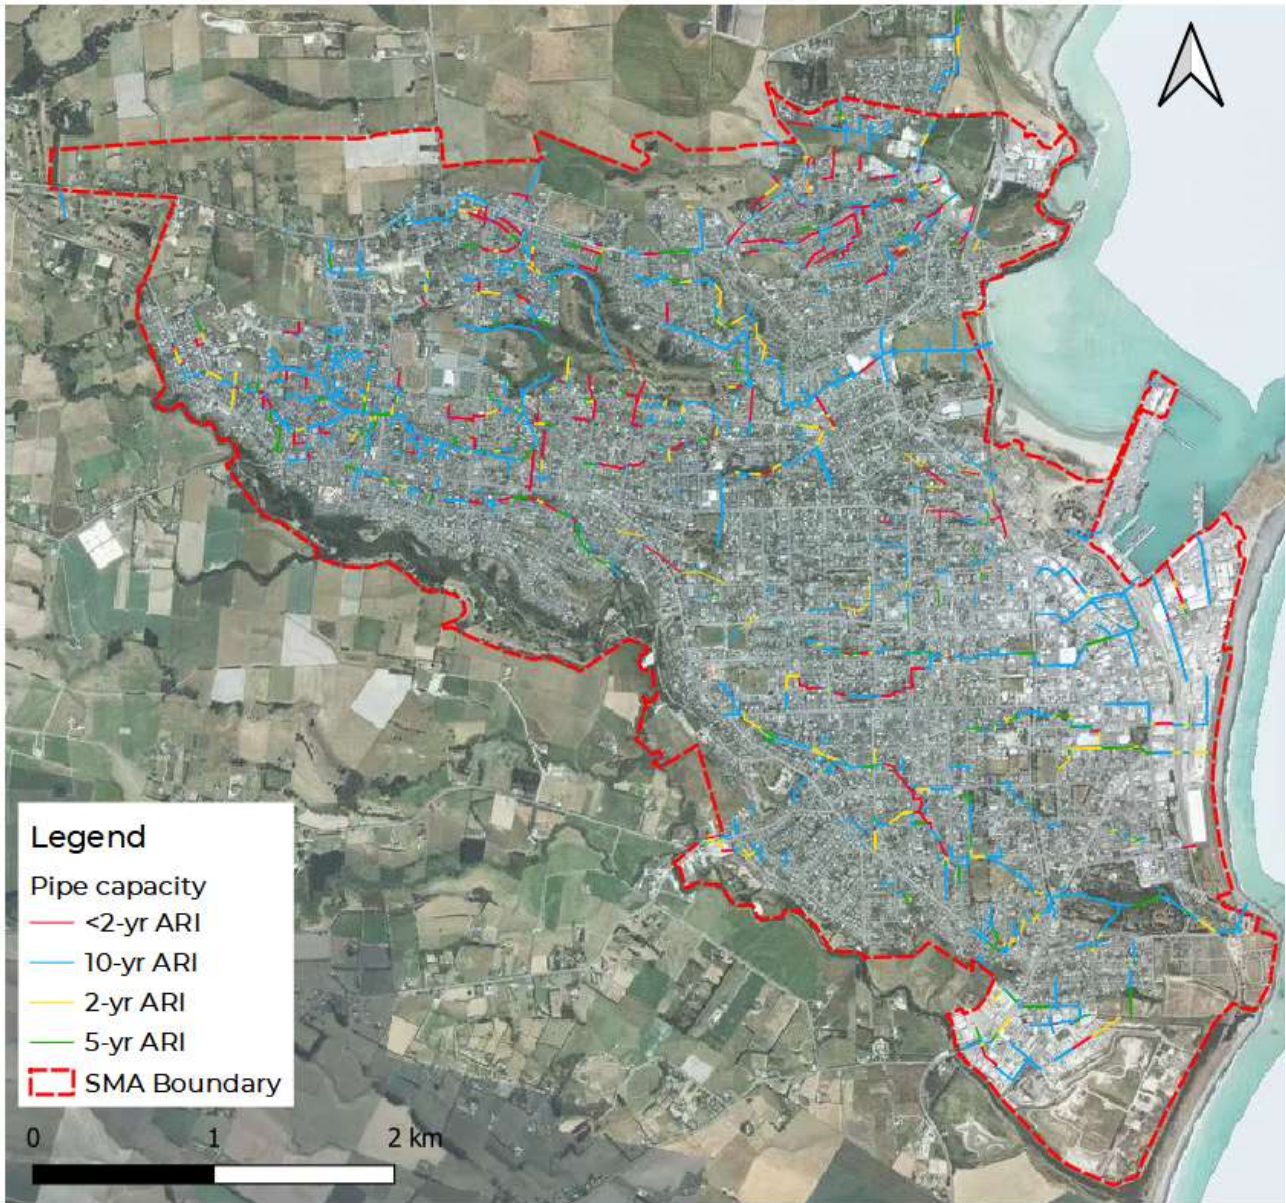 Legend
Pipe capacity
<2-yr ARI
10-yr ARI
2-yr ARI
5-yr ARI
SMA Boundary
0 1 2 km